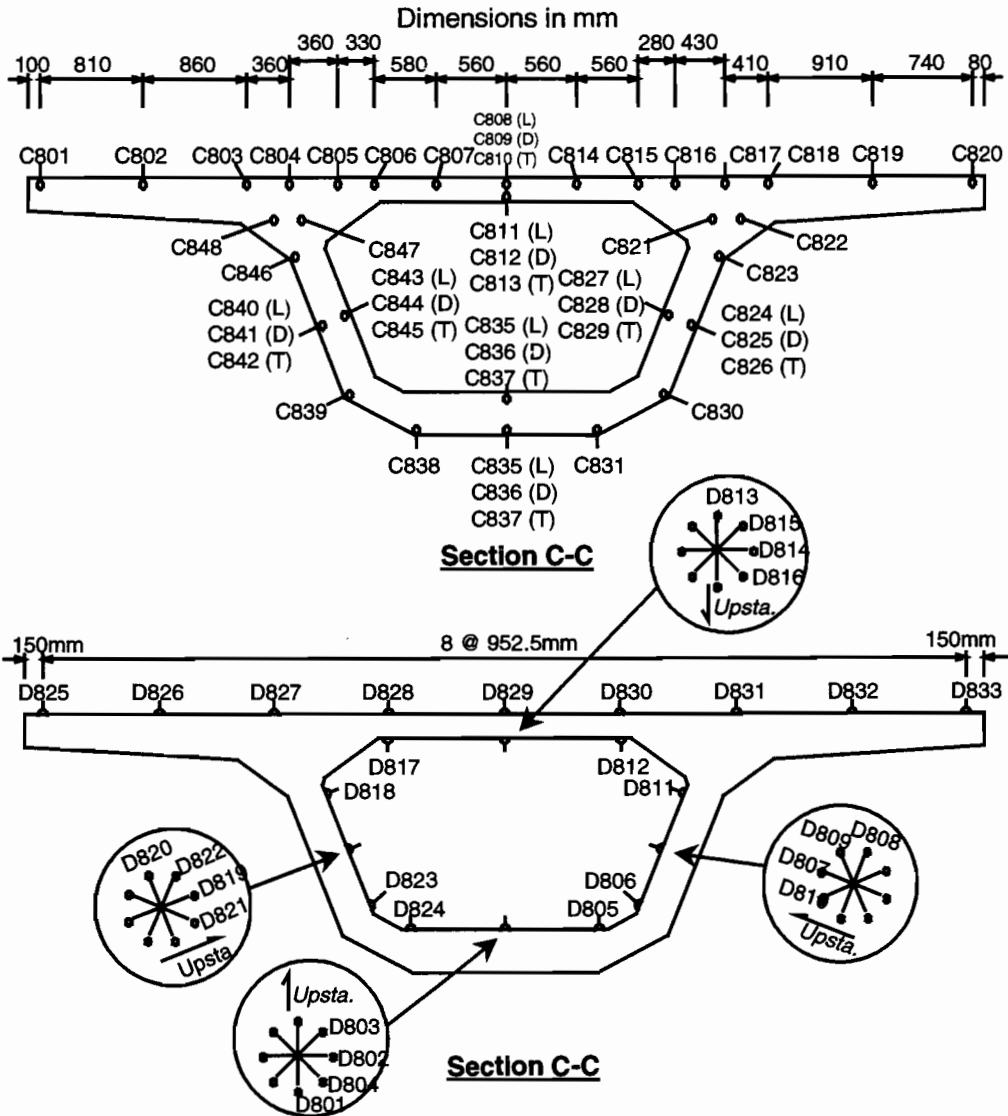 Dimensions in mm
360 330 280 430
100 810 860 360 580 560 560 560 410 910 740 80
C808 (L)
C809 (D)
C810 (T)
C801 C802 C803 C804 C805 C806 C807 C814 C815 C816 C817 C818 C819 C820
C848 C847 C811 (L) C821 C822
C846 C812 (D) C823
C843 (L) C813 (T) C827 (L)
C840 (L) C844 (D) C828 (D) C824 (L)
C841 (D) C845 (T) C835 (L) C829 (T) C825 (D)
C842 (T) C836 (D) C826 (T)
C837 (T)
C839 C830
C838 C835 (L) C831
C836 (D)
C837 (T)
Section C-C
D813
D815
D814
D816
Upsta.
150mm 8 @ 952.5mm 150mm
D825 D826 D827 D828 D829 D830 D831 D832 D833
D817 D812
D818 D811
D820 D822
D819
D821
Upsta
D809 D808
D807
D810
Upsta.
D823 D806
D824 D805
Upsta.
D803
D802
D804
D801
Section C-C